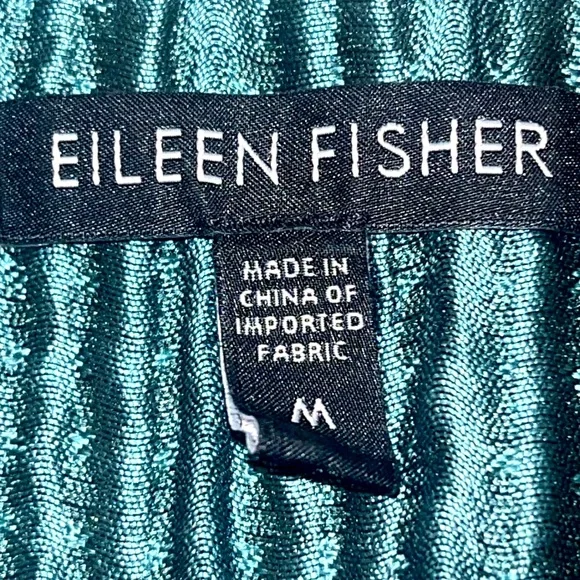 EILEEN FISHER
MADE IN
CHINA OF
IMPORTED
FABRIC
M